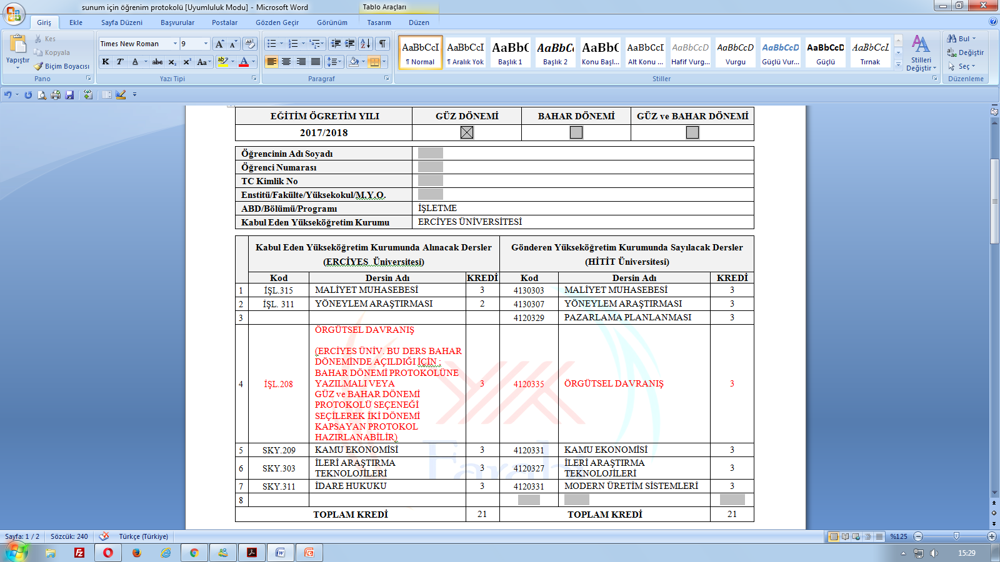 sunum için öğrenim protokolü [Uyumluluk Modu] - Microsoft Word
Tablo Araçları
Giriş Ekle Sayfa Düzeni Başvurular Postalar Gözden Geçir Görünüm Tasarım Düzen
Yapıştır
Kes
Kopyala
Biçim Boyacısı
Pano
Times New Roman 9
Yazı Tipi
Paragraf
AaBbCcI AaBbCcI AaBbC AaBbCc AaBbC AaBbCcI AaBbCcD AaBbCcD AaBbCcD AaBbCcD AaBbCcL
¶ Normal ¶ Aralık Yok Başlık 1 Başlık 2 Konu Başl... Alt Konu ... Hafif Vurg... Vurgu Güçlü Vur... Güçlü Tırnak
Stiller
Stilleri
Değiştir
Bul
Değiştir
Seç
Düzenleme
EĞİTİM ÖGRETİM YILI GÜZ DÖNEMİ BAHAR DÖNEMİ GÜZ ve BAHAR DÖNEMİ
2017/2018
Öğrencinin Adı Soyadı
Öğrenci Numarası
TC Kimlik No
Enstitü/Fakülte/Yüksekokul/M.Y.O.
ABD/Bölümü/Programı İŞLETME
Kabul Eden Yükseköğretim Kurumu ERCİYES ÜNİVERSİTESİ
Kabul Eden Yükseköğretim Kurumunda Alınacak Dersler
(ERCİYES Üniversitesi)
Gönderen Yükseköğretim Kurumunda Sayılacak Dersler
(HİTİT Üniversitesi)
Kod Dersin Adı KREDİ Kod Dersin Adı KREDİ
1 İŞL.315 MALİYET MUHASEBESİ 3 4130303 MALİYET MUHASEBESİ 3
2 İŞL. 311 YÖNEYLEM ARAŞTIRMASI 2 4130307 YÖNEYLEM ARAŞTIRMASI 3
3 4120329 PAZARLAMA PLANLANMASI 3
4 İŞL.208
ÖRGÜTSEL DAVRANIŞ
(ERCİYES ÜNİV. BU DERS BAHAR
DÖNEMİNDE AÇILDIĞI İÇİN ;
BAHAR DÖNEMİ PROTOKOLÜNE
YAZILMALI VEYA
GÜZ ve BAHAR DÖNEMİ
PROTOKOLÜ SEÇENEĞİ
SEÇİLEREK İKİ DÖNEMİ
KAPSAYAN PROTOKOL
HAZIRLANABİLİR)
3 4120335 ÖRGÜTSEL DAVRANIŞ 3
5 SKY.209 KAMU EKONOMİSİ 3 4120331 KAMU EKONOMİSİ 3
6 SKY.303 İLERİ ARAŞTIRMA
TEKNOLOJİLERİ 3 4120327 İLERİ ARAŞTIRMA
TEKNOLOJİLERİ 3
7 SKY.311 İDARE HUKUKU 3 4120331 MODERN ÜRETİM SİSTEMLERİ 3
8
TOPLAM KREDİ 21 TOPLAM KREDİ 21
Farabi
Sayfa: 1 / 2 Sözcük: 240 Türkçe (Türkiye) %125
15:29